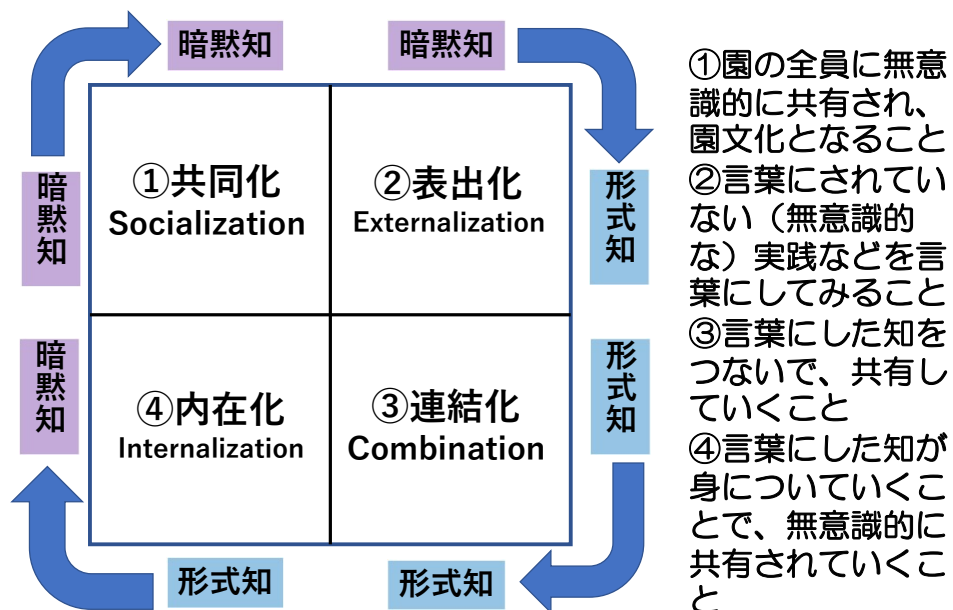 暗黙知
暗黙知
暗黙知
①共同化
Socialization
②表出化
Externalization
形式知
暗黙知
④内在化
Internalization
③連結化
Combination
形式知
形式知
形式知
①園の全員に無意
識的に共有され、
園文化となること
②言葉にされてい
ない（無意識的
な）実践などを言
葉にしてみること
③言葉にした知を
つないで、共有し
ていくこと
④言葉にした知が
身についていくこ
とで、無意識的に
共有されていくこ
と